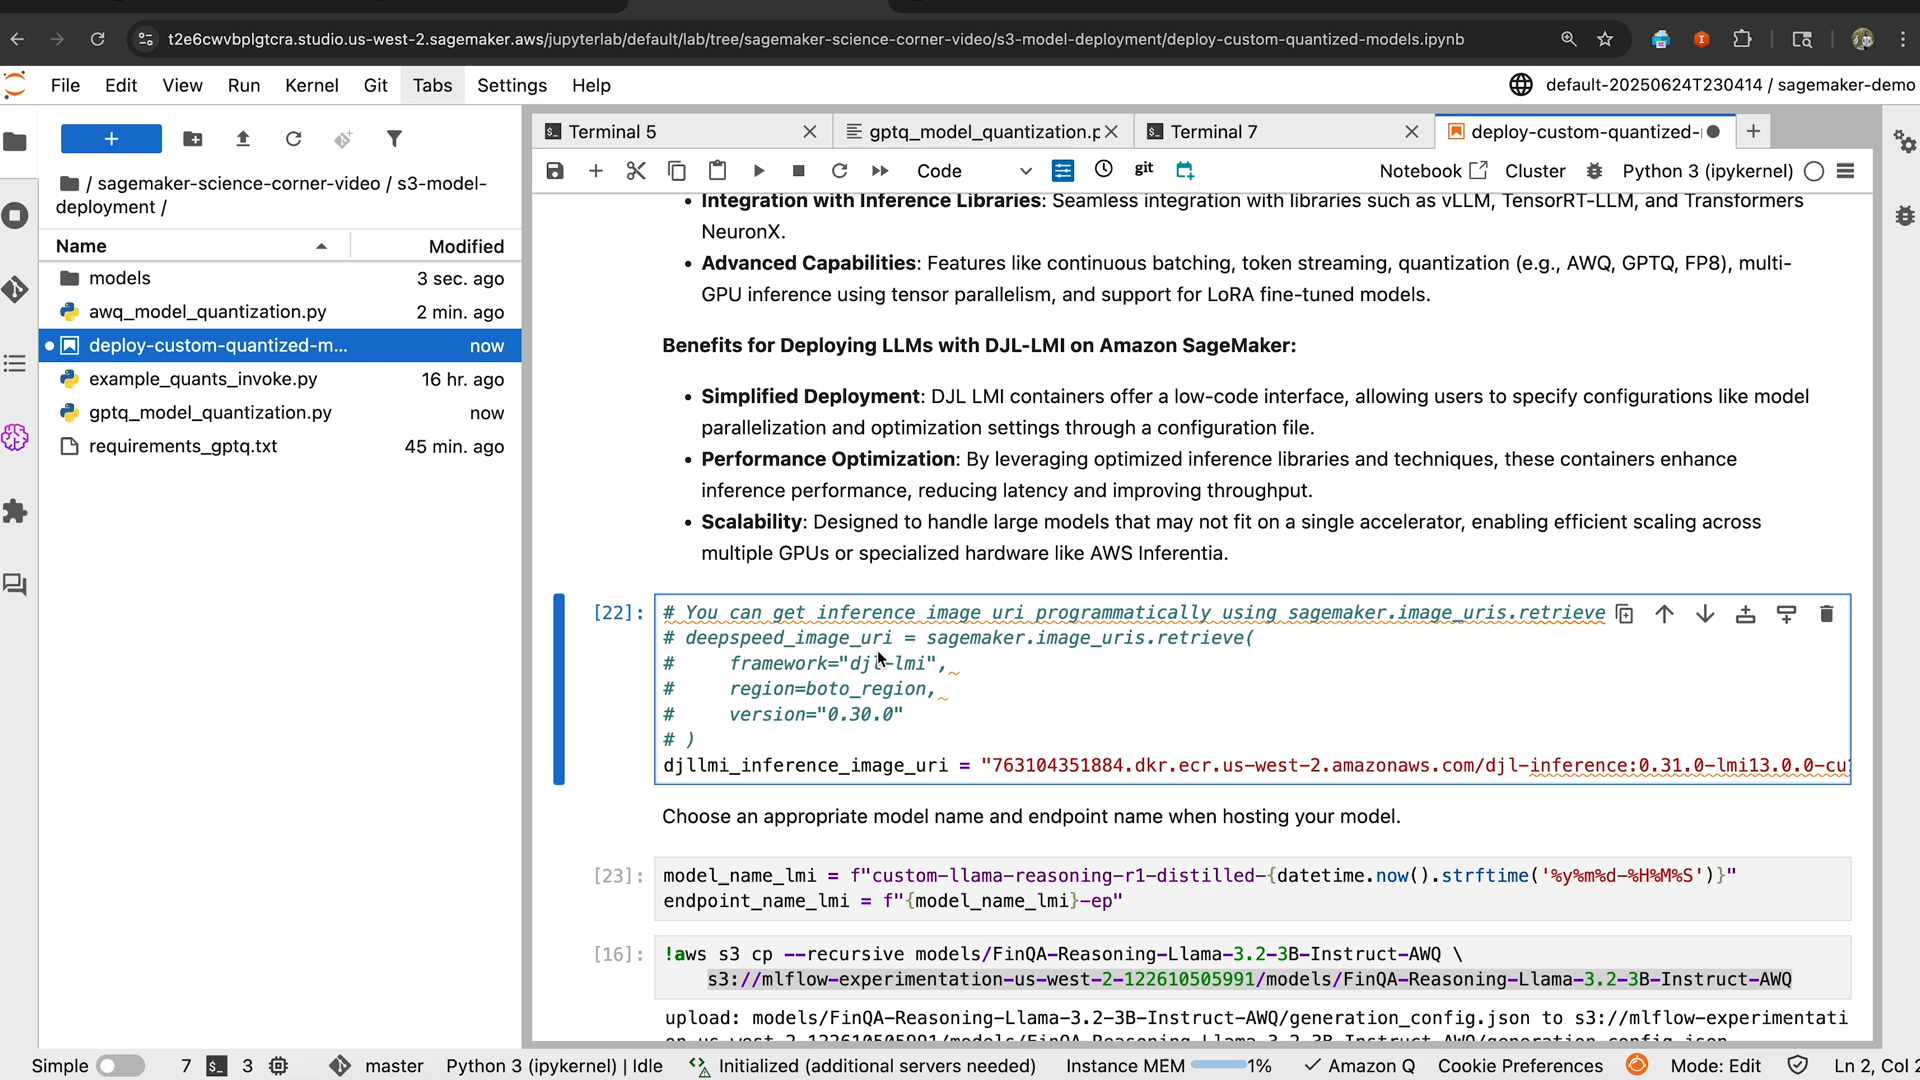 t2e6cwvbplgtcra.studio.us-west-2.sagemaker.aws/jupyterlab/default/lab/tree/sagemaker-science-corner-video/s3-model-deployment/deploy-custom-quantized-models.ipynb
File Edit View Run Kernel Git Tabs Settings Help
default-20250624T230414 / sagemaker-demo
/ sagemaker-science-corner-video / s3-model-
deployment /
Name Modified
models 3 sec. ago
awq_model_quantization.py 2 min. ago
deploy-custom-quantized-m... now
example_quants_invoke.py 16 hr. ago
gptq_model_quantization.py now
requirements_gptq.txt 45 min. ago
Terminal 5 gptq_model_quantization.p Terminal 7 deploy-custom-quantized-
Code git Notebook Cluster Python 3 (ipykernel)
• Integration with Inference Libraries: Seamless integration with libraries such as vLLM, TensorRT-LLM, and Transformers
NeuronX.
• Advanced Capabilities: Features like continuous batching, token streaming, quantization (e.g., AWQ, GPTQ, FP8), multi-
GPU inference using tensor parallelism, and support for LoRA fine-tuned models.
Benefits for Deploying LLMs with DJL-LMI on Amazon SageMaker:
• Simplified Deployment: DJL LMI containers offer a low-code interface, allowing users to specify configurations like model
parallelization and optimization settings through a configuration file.
• Performance Optimization: By leveraging optimized inference libraries and techniques, these containers enhance
inference performance, reducing latency and improving throughput.
• Scalability: Designed to handle large models that may not fit on a single accelerator, enabling efficient scaling across
multiple GPUs or specialized hardware like AWS Inferentia.
[22]:
# You can get inference image uri programmatically using sagemaker.image_uris.retrieve
# deepspeed_image_uri = sagemaker.image_uris.retrieve(
#     framework="djl-lmi",
#     region=boto_region,
#     version="0.30.0"
# )
djllmi_inference_image_uri = "763104351884.dkr.ecr.us-west-2.amazonaws.com/djl-inference:0.31.0-lmi13.0.0-cu
Choose an appropriate model name and endpoint name when hosting your model.
[23]:
model_name_lmi = f"custom-llama-reasoning-r1-distilled-{datetime.now().strftime('%y%m%d-%H%M%S')}"
endpoint_name_lmi = f"{model_name_lmi}-ep"
[16]:
!aws s3 cp --recursive models/FinQA-Reasoning-Llama-3.2-3B-Instruct-AWQ \
s3://mlflow-experimentation-us-west-2-122610505991/models/FinQA-Reasoning-Llama-3.2-3B-Instruct-AWQ
upload: models/FinQA-Reasoning-Llama-3.2-3B-Instruct-AWQ/generation_config.json to s3://mlflow-experimentati
on-us-west-2-122610505991/models/FinQA-Reasoning-Llama-3.2-3B-Instruct-AWQ/generation_config.json
Simple 7 3 master Python 3 (ipykernel) | Idle Initialized (additional servers needed) Instance MEM 1% Amazon Q Cookie Preferences Mode: Edit Ln 2, Col